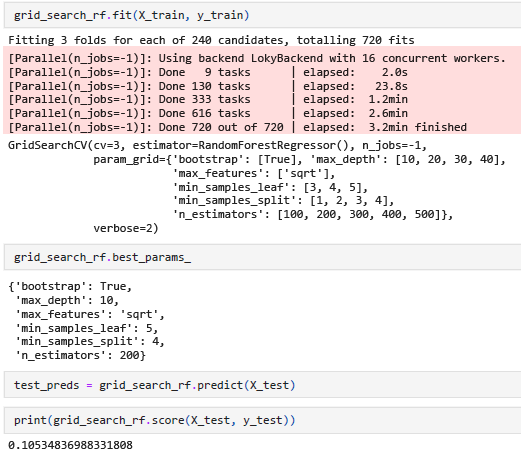 grid_search_rf.fit(X_train, y_train)
Fitting 3 folds for each of 240 candidates, totalling 720 fits
[Parallel(n_jobs=-1)]: Using backend LokyBackend with 16 concurrent workers.
[Parallel(n_jobs=-1)]: Done   9 tasks      | elapsed:    2.0s
[Parallel(n_jobs=-1)]: Done 130 tasks      | elapsed:   23.8s
[Parallel(n_jobs=-1)]: Done 333 tasks      | elapsed:  1.2min
[Parallel(n_jobs=-1)]: Done 616 tasks      | elapsed:  2.6min
[Parallel(n_jobs=-1)]: Done 720 out of 720 | elapsed:  3.2min finished
GridSearchCV(cv=3, estimator=RandomForestRegressor(), n_jobs=-1,
             param_grid={'bootstrap': [True], 'max_depth': [10, 20, 30, 40],
                         'max_features': ['sqrt'],
                         'min_samples_leaf': [3, 4, 5],
                         'min_samples_split': [1, 2, 3, 4],
                         'n_estimators': [100, 200, 300, 400, 500]},
             verbose=2)
grid_search_rf.best_params_
{'bootstrap': True,
 'max_depth': 10,
 'max_features': 'sqrt',
 'min_samples_leaf': 5,
 'min_samples_split': 4,
 'n_estimators': 200}
test_preds = grid_search_rf.predict(X_test)
print(grid_search_rf.score(X_test, y_test))
0.10534836988331808